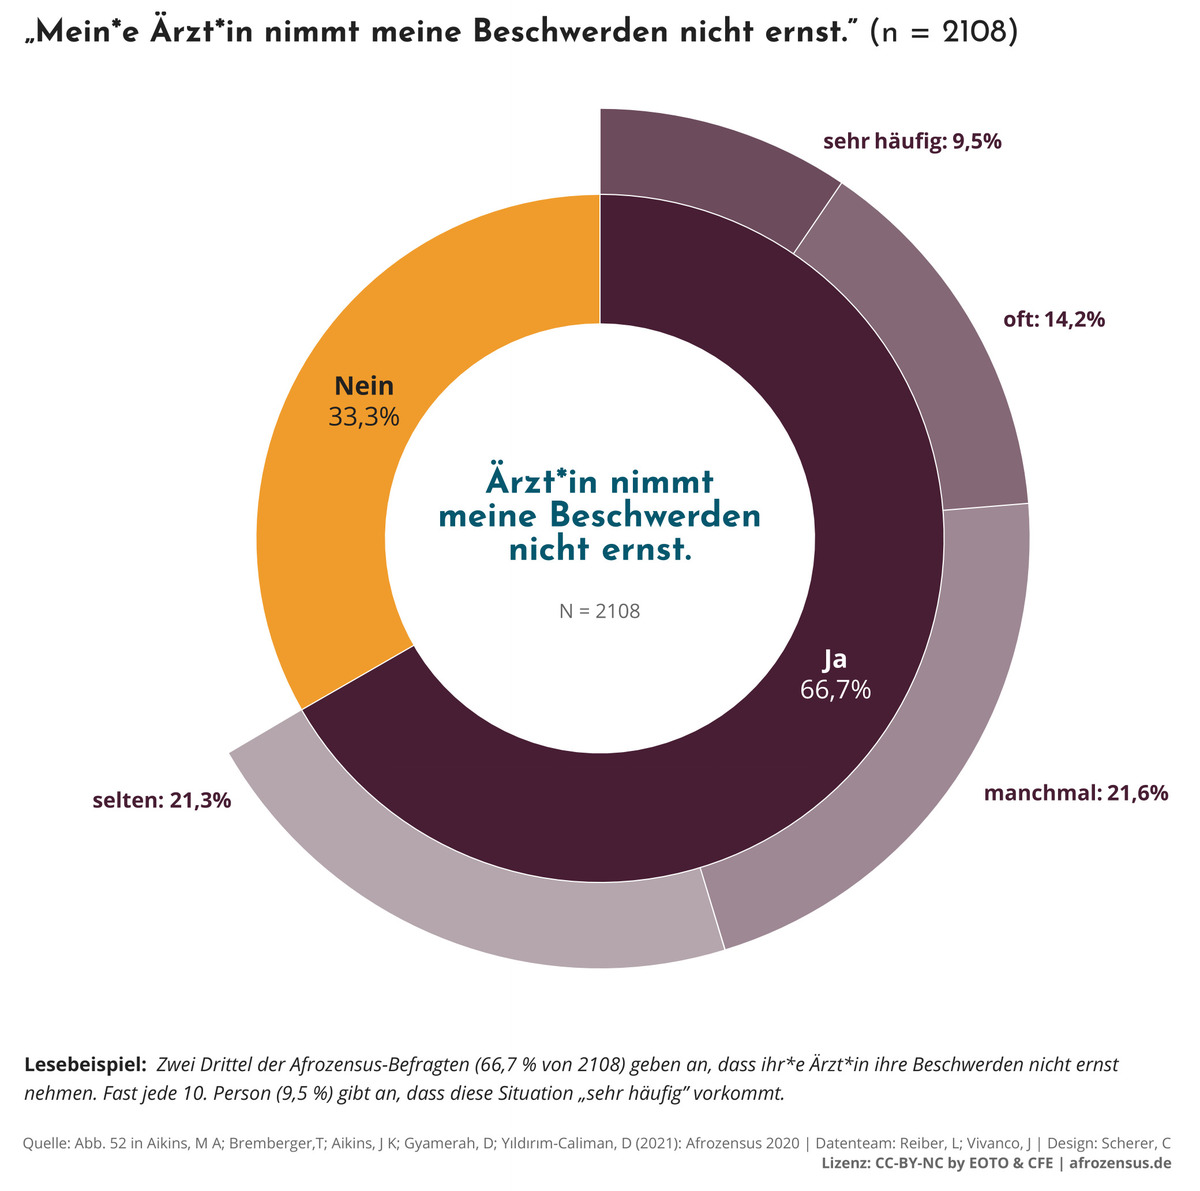 „Mein*e Ärzt*in nimmt meine Beschwerden nicht ernst.” (n = 2108)
sehr häufig: 9,5%
oft: 14,2%
Nein
33,3%
Ärzt*in nimmt
meine Beschwerden
nicht ernst.
N = 2108
Ja
66,7%
manchmal: 21,6%
selten: 21,3%
Lesebeispiel: Zwei Drittel der Afrozensus-Befragten (66,7 % von 2108) geben an, dass ihr*e Ärzt*in ihre Beschwerden nicht ernst
nehmen. Fast jede 10. Person (9,5 %) gibt an, dass diese Situation „sehr häufig” vorkommt.
Quelle: Abb. 52 in Aikins, M A; Bremberger,T; Aikins, J K; Gyamerah, D; Yıldırım-Caliman, D (2021): Afrozensus 2020 | Datenteam: Reiber, L; Vivanco, J | Design: Scherer, C
Lizenz: CC-BY-NC by EOTO & CFE | afrozensus.de